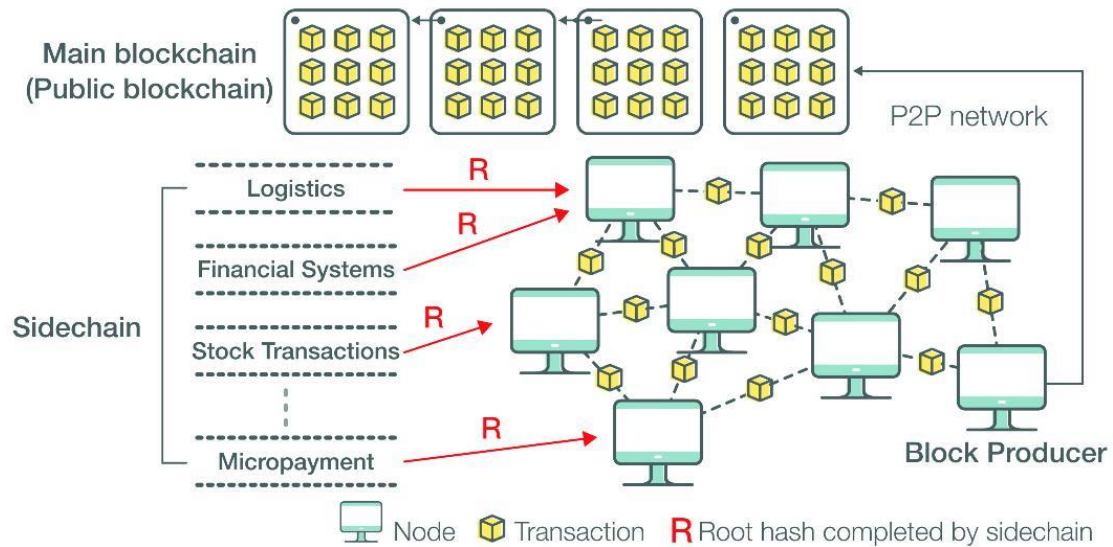 Main blockchain
(Public blockchain)
P2P network
R
Logistics
R
Financial Systems
R
Sidechain
Stock Transactions
R
Micropayment
Block Producer
Node
Transaction
R Root hash completed by sidechain